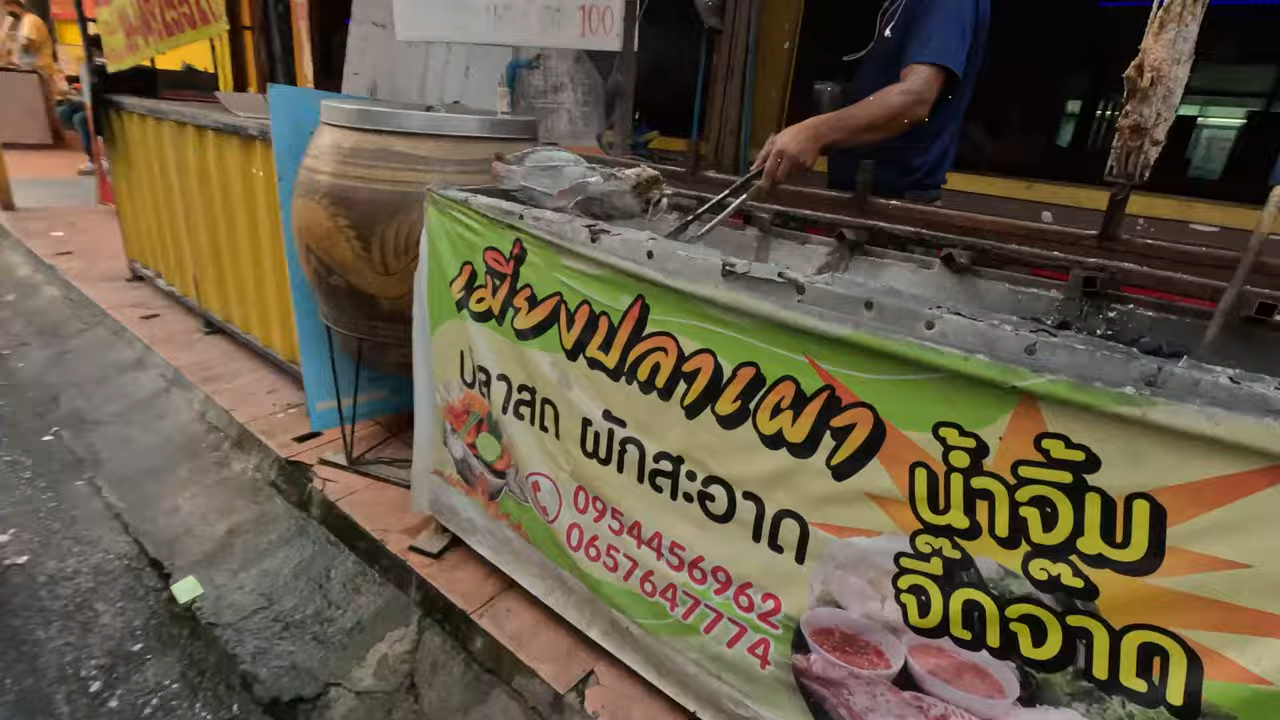 100
เมี่ยงปลาเผา
ปลาสด ผักสะอาด
0954456962
0657647774
น้ำจิ้ม
จี๊ดจ๊าด